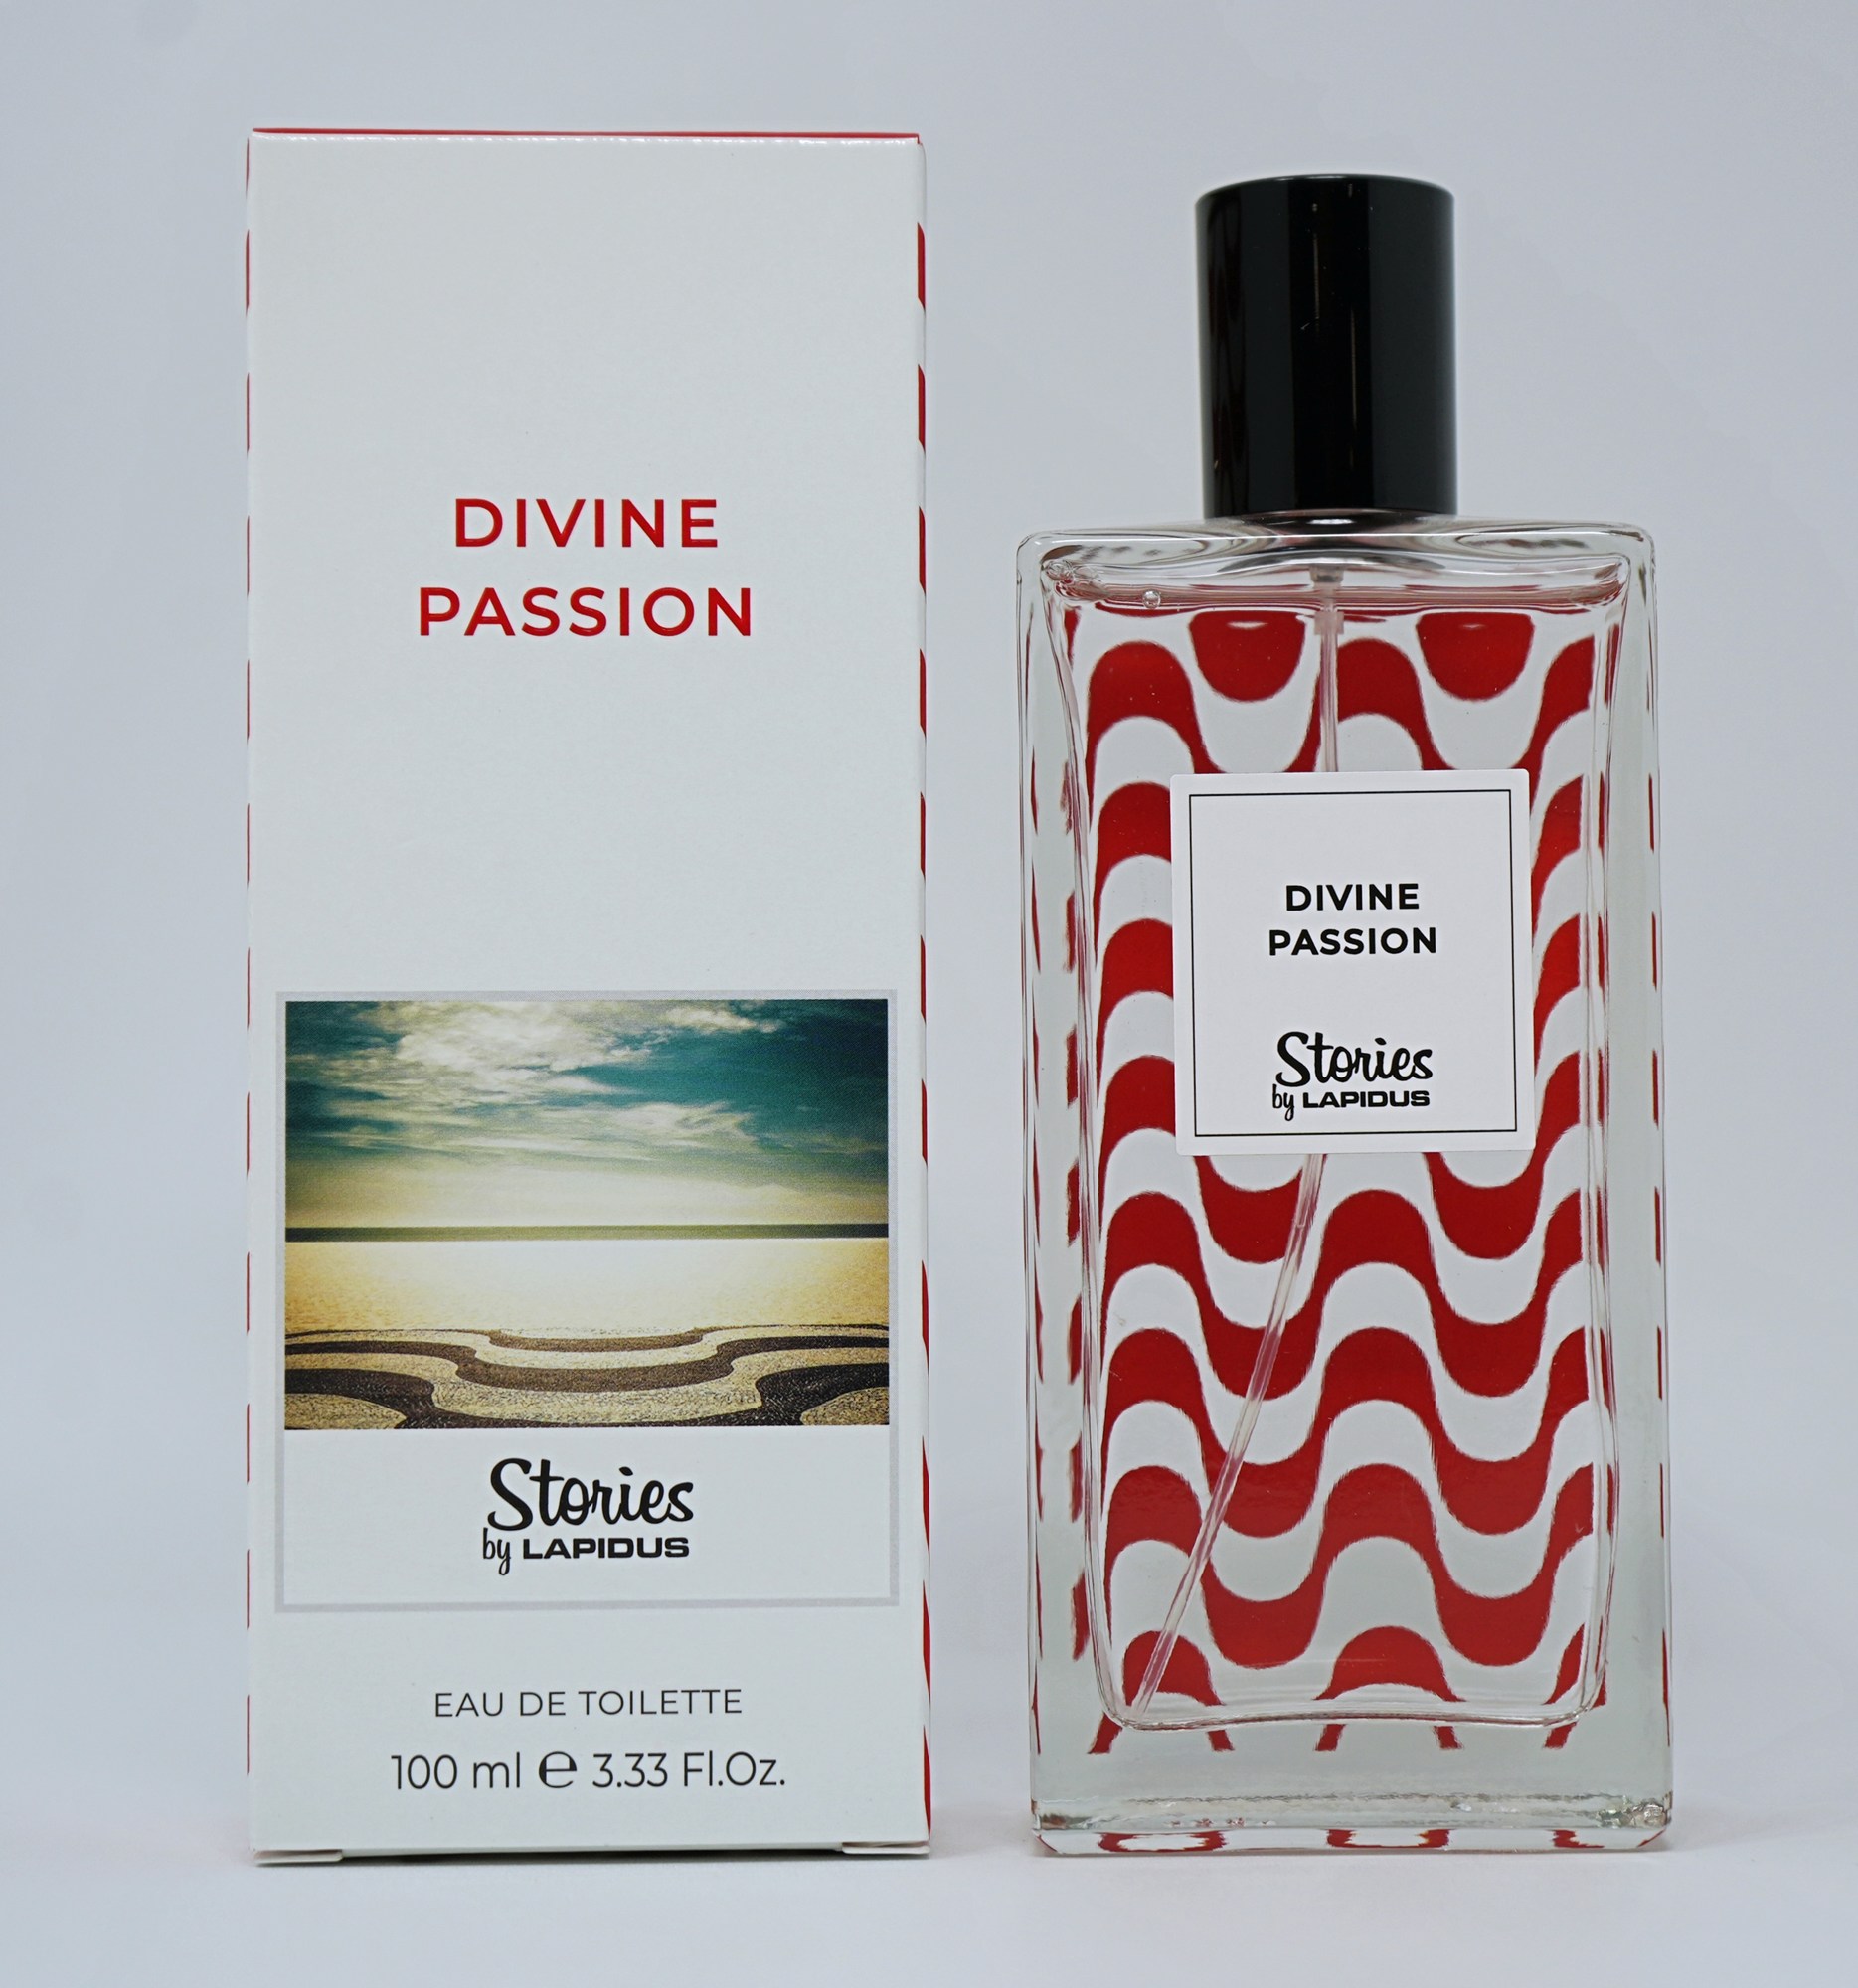 DIVINE
PASSION
Stories
by LAPIDUS
EAU DE TOILETTE
100 ml ℮ 3.33 Fl.Oz.
DIVINE
PASSION
Stories
by LAPIDUS